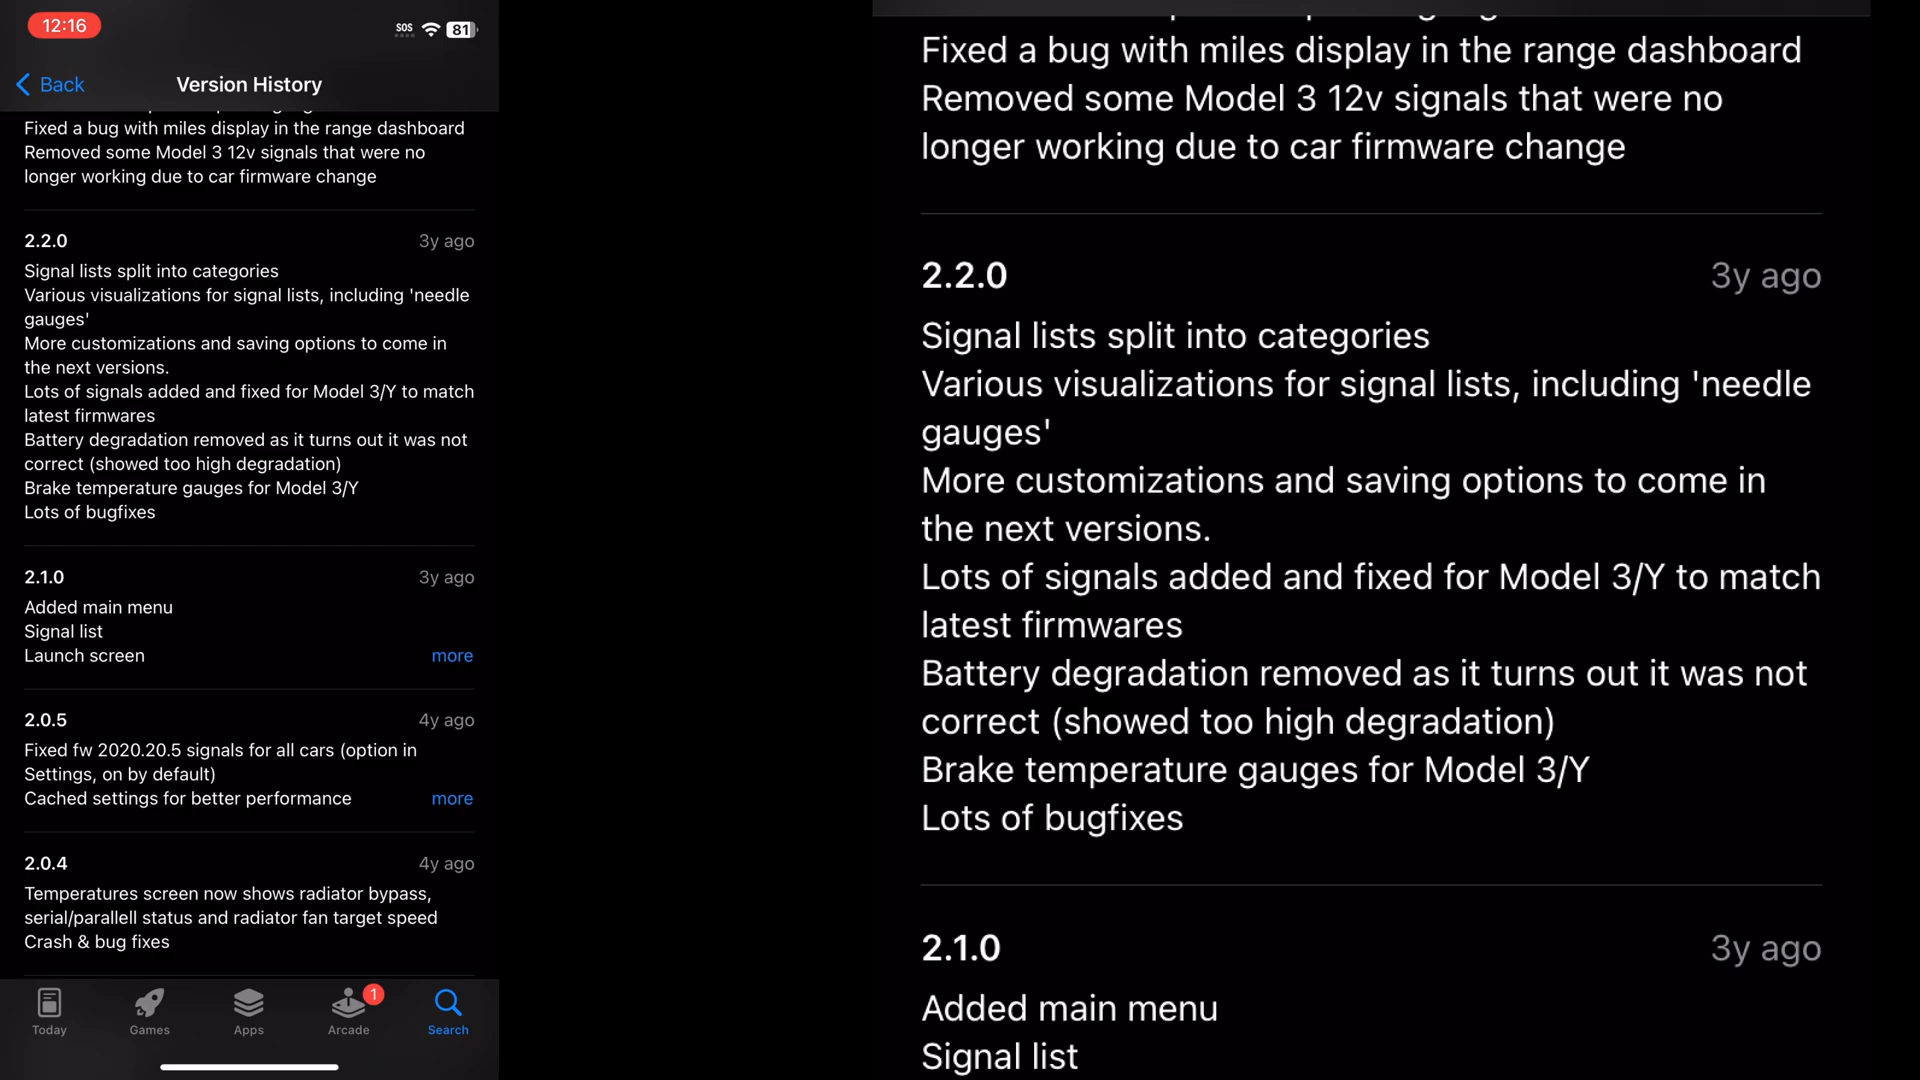 12:16
SOS
81
Back
Version History
Fixed a bug with miles display in the range dashboard
Removed some Model 3 12v signals that were no
longer working due to car firmware change
2.2.0
3y ago
Signal lists split into categories
Various visualizations for signal lists, including 'needle
gauges'
More customizations and saving options to come in
the next versions.
Lots of signals added and fixed for Model 3/Y to match
latest firmwares
Battery degradation removed as it turns out it was not
correct (showed too high degradation)
Brake temperature gauges for Model 3/Y
Lots of bugfixes
2.1.0
3y ago
Added main menu
Signal list
Launch screen
more
2.0.5
4y ago
Fixed fw 2020.20.5 signals for all cars (option in
Settings, on by default)
Cached settings for better performance
more
2.0.4
4y ago
Temperatures screen now shows radiator bypass,
serial/parallell status and radiator fan target speed
Crash & bug fixes
Today
Games
Apps
1
Arcade
Search
Fixed a bug with miles display in the range dashboard
Removed some Model 3 12v signals that were no
longer working due to car firmware change
2.2.0
3y ago
Signal lists split into categories
Various visualizations for signal lists, including 'needle
gauges'
More customizations and saving options to come in
the next versions.
Lots of signals added and fixed for Model 3/Y to match
latest firmwares
Battery degradation removed as it turns out it was not
correct (showed too high degradation)
Brake temperature gauges for Model 3/Y
Lots of bugfixes
2.1.0
3y ago
Added main menu
Signal list